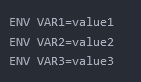 ENV VAR1=value1
ENV VAR2=value2
ENV VAR3=value3